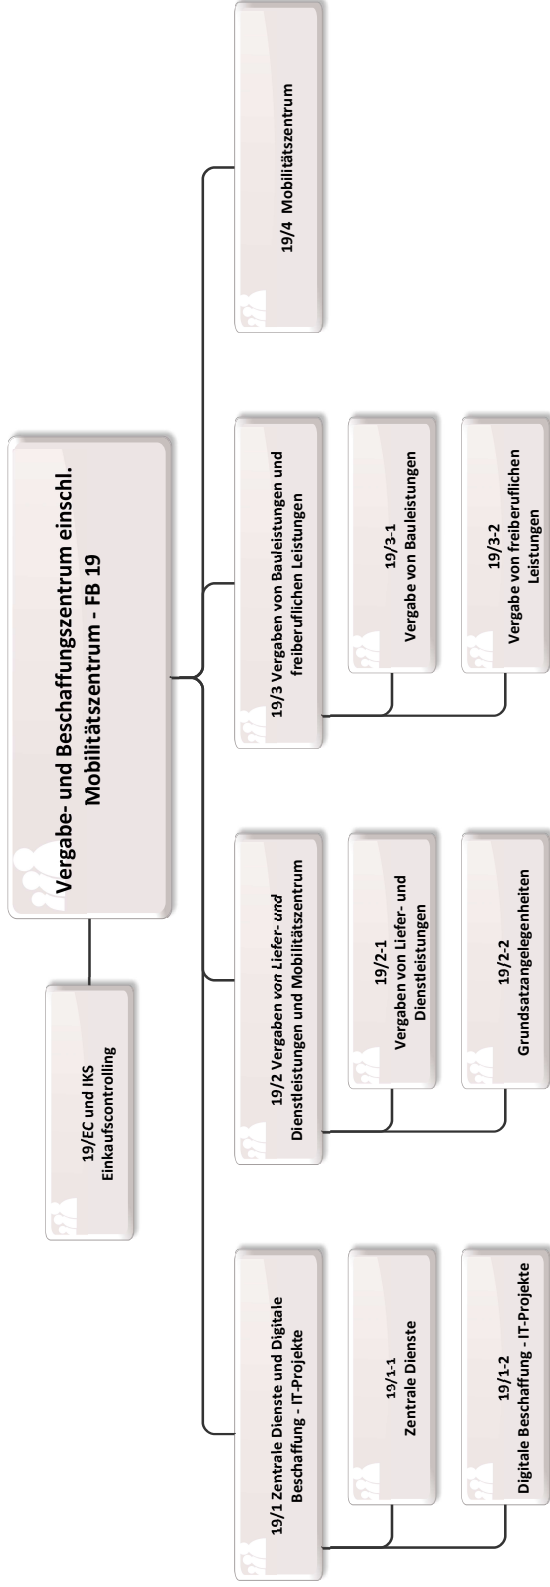 Vergabe- und Beschaffungszentrum einschl.
Mobilitätszentrum - FB 19
19/EC und IKS
Einkaufscontrolling
19/1 Zentrale Dienste und Digitale
Beschaffung - IT-Projekte
19/1-1
Zentrale Dienste
19/1-2
Digitale Beschaffung - IT-Projekte
19/2 Vergaben von Liefer- und
Dienstleistungen und Mobilitätszentrum
19/2-1
Vergaben von Liefer- und
Dienstleistungen
19/2-2
Grundsatzangelegenheiten
19/3 Vergaben von Bauleistungen und
freiberuflichen Leistungen
19/3-1
Vergabe von Bauleistungen
19/3-2
Vergabe von freiberuflichen
Leistungen
19/4 Mobilitätszentrum